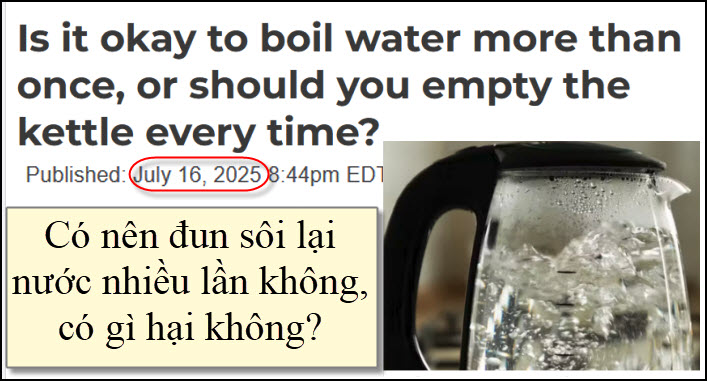 Is it okay to boil water more than
once, or should you empty the
kettle every time?
Published: July 16, 2025 8:44pm EDT
Có nên đun sôi lại
nước nhiều lần không,
có gì hại không?